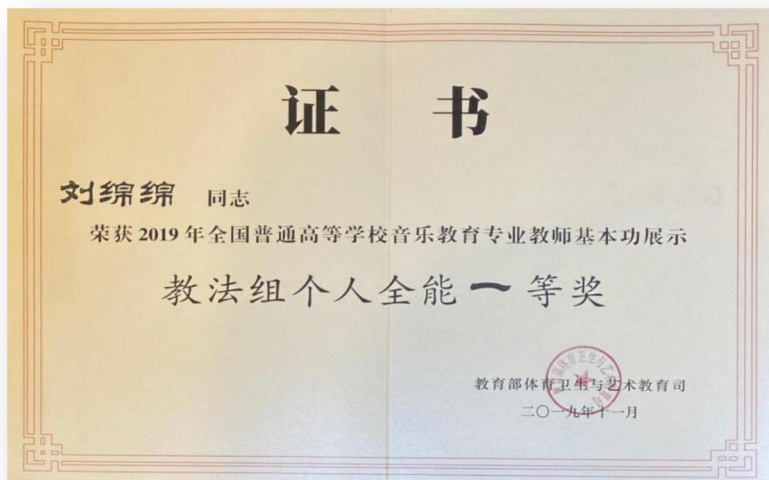 证书
刘绵绵 同志
荣获2019年全国普通高等学校音乐教育专业教师基本功展示
教法组个人全能一等奖
教育部体育卫生与艺术教育司
二〇一九年十一月